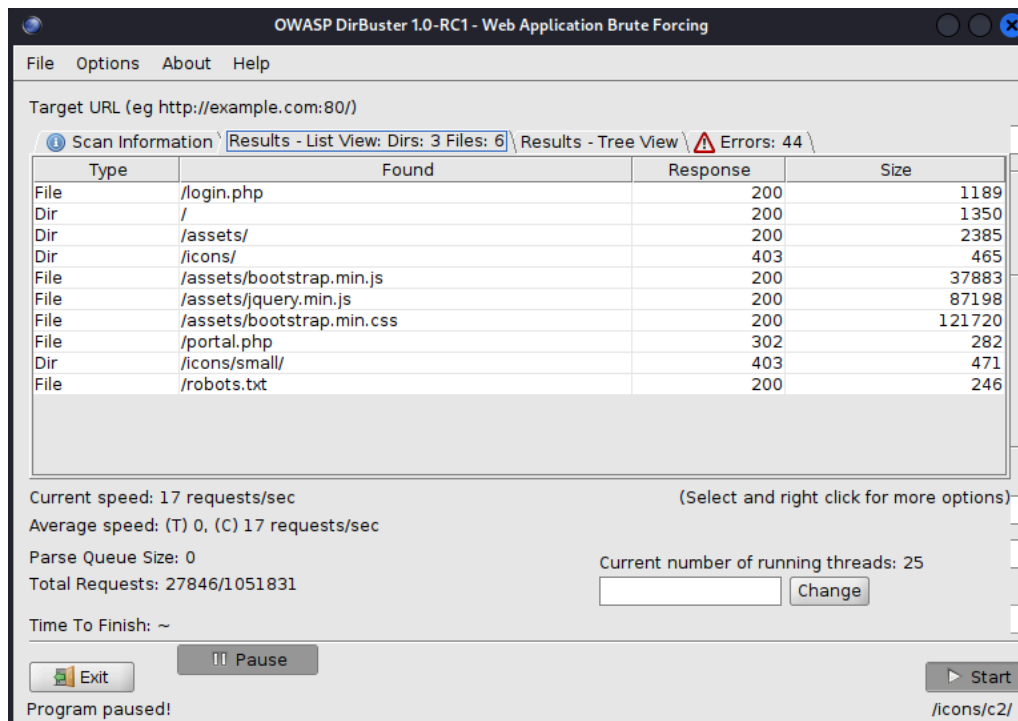 OWASP DirBuster 1.0-RC1 - Web Application Brute Forcing
File Options About Help
Target URL (eg http://example.com:80/)
Scan Information Results - List View: Dirs: 3 Files: 6 Results - Tree View Errors: 44
Type Found Response Size
File /login.php 200 1189
Dir / 200 1350
Dir /assets/ 200 2385
Dir /icons/ 403 465
File /assets/bootstrap.min.js 200 37883
File /assets/jquery.min.js 200 87198
File /assets/bootstrap.min.css 200 121720
File /portal.php 302 282
Dir /icons/small/ 403 471
File /robots.txt 200 246
Current speed: 17 requests/sec (Select and right click for more options)
Average speed: (T) 0, (C) 17 requests/sec
Parse Queue Size: 0
Current number of running threads: 25
Total Requests: 27846/1051831
Change
Time To Finish: ~
Pause
Exit Start
Program paused! /icons/c2/